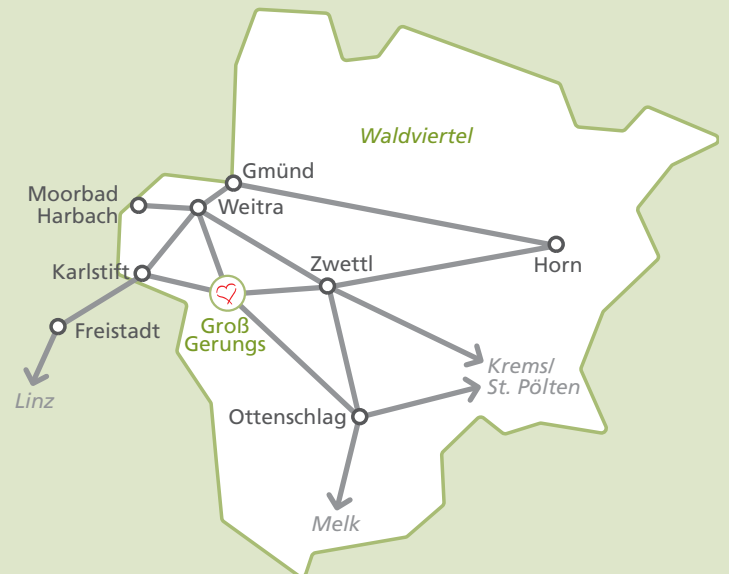 Waldviertel
Gmünd
Moorbad
Harbach
Weitra
Zwettl
Horn
Karlstift
Groß
Gerungs
Freistadt
Krems/
St. Pölten
Linz
Ottenschlag
Melk